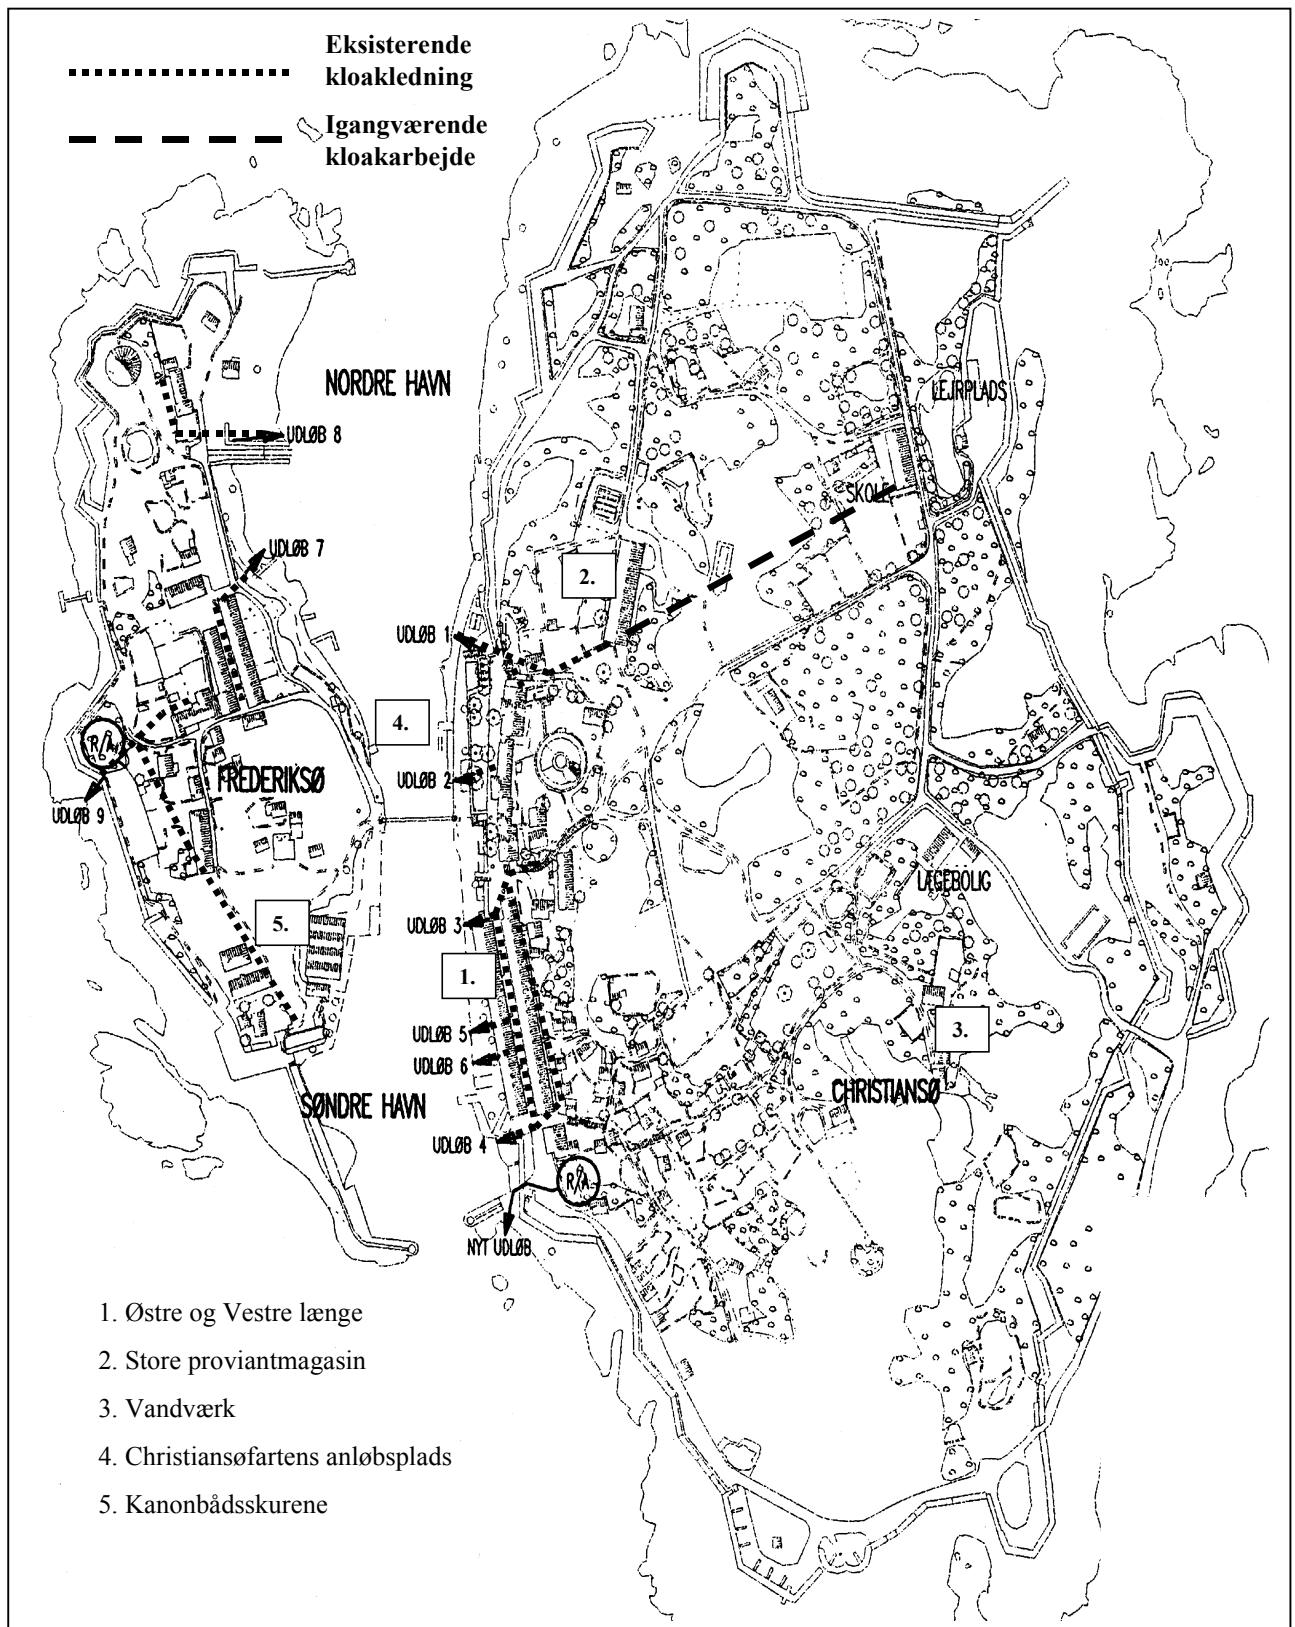 Eksisterende
kloakledning
Igangværende
kloakarbejde
NORDRE HAVN
LEJRPLADS
UDLØB 8
SKOLE
UDLØB 7
2.
UDLØB 1
4.
R/A
FREDERIKSØ
UDLØB 2
UDLØB 9
LÆGEBOLIG
5.
UDLØB 3
1.
3.
UDLØB 5
UDLØB 6
CHRISTIANSØ
SØNDRE HAVN
UDLØB 4
R/A
NYT UDLØB
1. Østre og Vestre længe
2. Store proviantmagasin
3. Vandværk
4. Christiansøfartens anløbsplads
5. Kanonbådsskurene